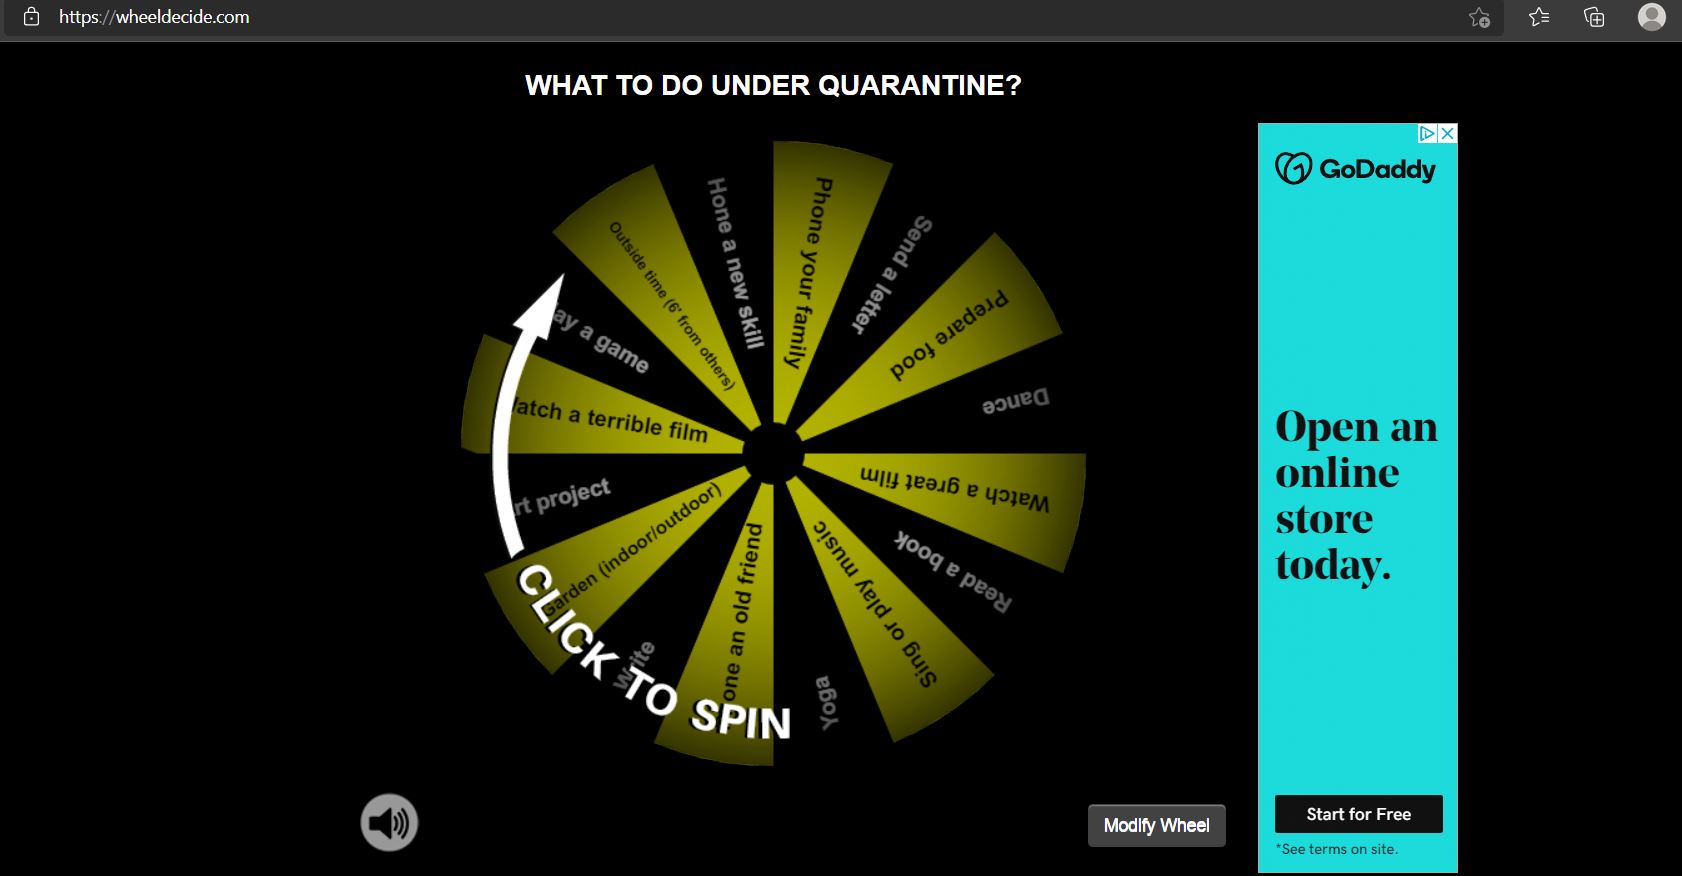 https://wheeldecide.com
WHAT TO DO UNDER QUARANTINE?
Phone your family
Send a letter
Prepare food
Dance
Watch a great film
Read a book
Sing or play music
Yoga
one an old friend
Write
Garden (indoor/outdoor)
rt project
atch a terrible film
ay a game
Outside time (6' from others)
Hone a new skill
CLICK TO SPIN
Modify Wheel
GoDaddy
Open an
online
store
today.
Start for Free
*See terms on site.